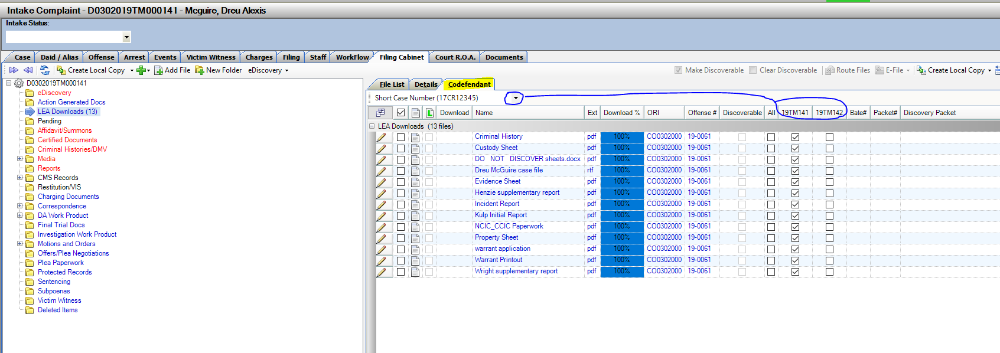 Intake Complaint - D0302019TM000141 - Mcguire, Dreu Alexis
Intake Status:
Case Daid / Alias Offense Arrest Events Victim Witness Charges Filing Staff WorkFlow Filing Cabinet Court R.O.A. Documents
Create Local Copy Add File New Folder eDiscovery Make Discoverable Clear Discoverable Route Files E-File Create Local Copy
D0302019TM000141
eDiscovery
Action Generated Docs
LEA Downloads (13)
Pending
Affidavit/Summons
Certified Documents
Criminal Histories/DMV
Media
Reports
CMS Records
Restitution/VIS
Charging Documents
Correspondence
DA Work Product
Final Trial Docs
Investigation Work Product
Motions and Orders
Offers/Plea Negotiations
Plea Paperwork
Protected Records
Sentencing
Subpoenas
Victim Witness
Deleted Items
File List Details Codefendant
Short Case Number (17CR12345)
Download Name Ext Download % ORI Offense # Discoverable All 19TM141 19TM142 Bate# Packet# Discovery Packet
LEA Downloads (13 files)
Criminal History pdf 100% CO0302000 19-0061
Custody Sheet pdf 100% CO0302000 19-0061
DO NOT DISCOVER sheets.docx pdf 100% CO0302000 19-0061
Dreu McGuire case file rtf 100% CO0302000 19-0061
Evidence Sheet pdf 100% CO0302000 19-0061
Henzie supplementary report pdf 100% CO0302000 19-0061
Incident Report pdf 100% CO0302000 19-0061
Kulp Initial Report pdf 100% CO0302000 19-0061
NCIC_CCIC Paperwork pdf 100% CO0302000 19-0061
Property Sheet pdf 100% CO0302000 19-0061
warrant application pdf 100% CO0302000 19-0061
Warrant Printout pdf 100% CO0302000 19-0061
Wright supplementary report pdf 100% CO0302000 19-0061